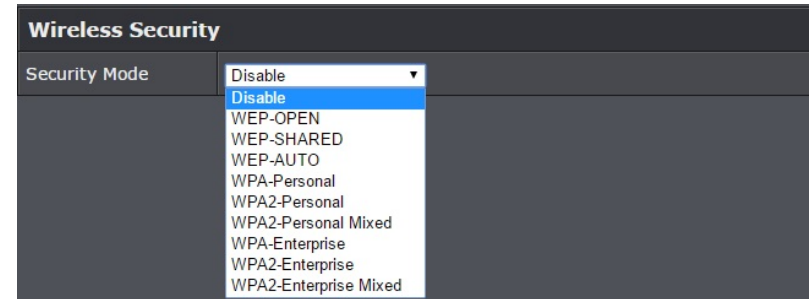 Wireless Security
Security Mode Disable
Disable
WEP-OPEN
WEP-SHARED
WEP-AUTO
WPA-Personal
WPA2-Personal
WPA2-Personal Mixed
WPA-Enterprise
WPA2-Enterprise
WPA2-Enterprise Mixed